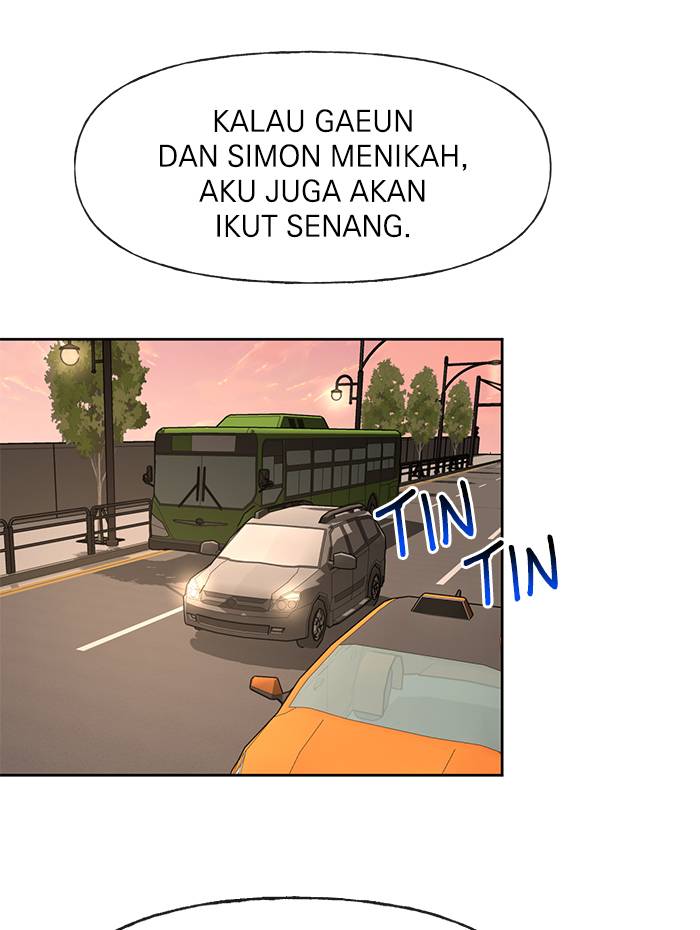 KALAU GAEUN
DAN SIMON MENIKAH,
AKU JUGA AKAN
IKUT SENANG.
TIN
TIN